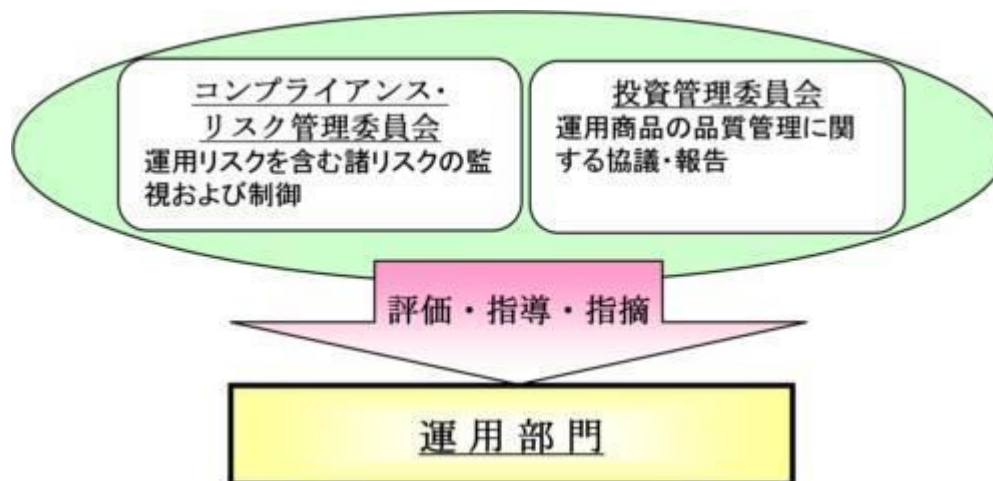 コンプライアンス・
リスク管理委員会
運用リスクを含む諸リスクの監
視および制御
投資管理委員会
運用商品の品質管理に関
する協議・報告
評価・指導・指摘
運用部門